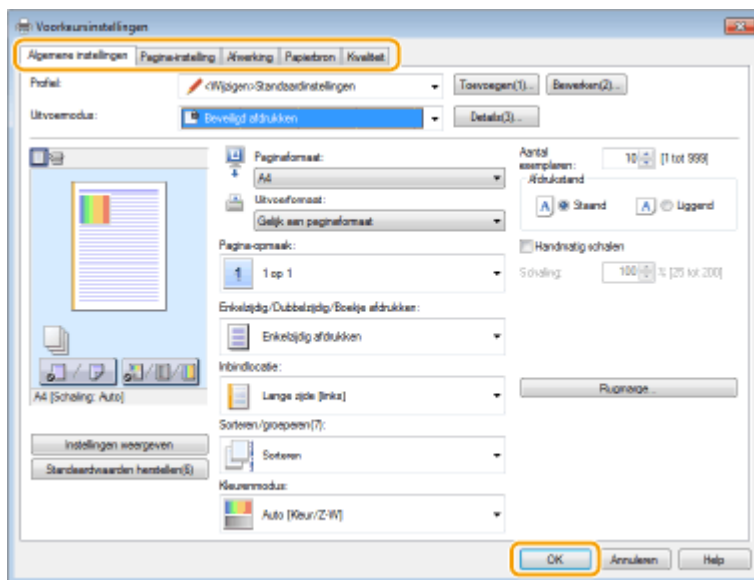 Voorkeursinstellingen
Algemene instellingen Pagina-instelling Afwerking Papierbron Kwaliteit
Profiel: <Wijzigen>Standaardinstellingen Toevoegen(1)... Bewerken(2)...
Uitvoermodus: Beveiligd afdrukken Details(3)...
Paginaformaat:
A4
Uitvoerformaat:
Gelijk aan paginaformaat
Aantal exemplaren: 10 [1 tot 999]
Afdrukstand
A Staand A Liggend
Pagina-opmaak:
1 1 op 1
Handmatig schalen
Schaling: 100 % [25 tot 200]
Enkelzijdig/Dubbelzijdig/Boekje afdrukken:
Enkelzijdig afdrukken
A4 [Schaling: Auto]
Inbindlocatie:
Lange zijde [links]
Rugmarge...
Instellingen weergeven
Standaardwaarden herstellen(6)
Sorteren/groeperen(7):
Sorteren
Kleurenmodus:
Auto [Kleur/Z-W]
OK Annuleren Help